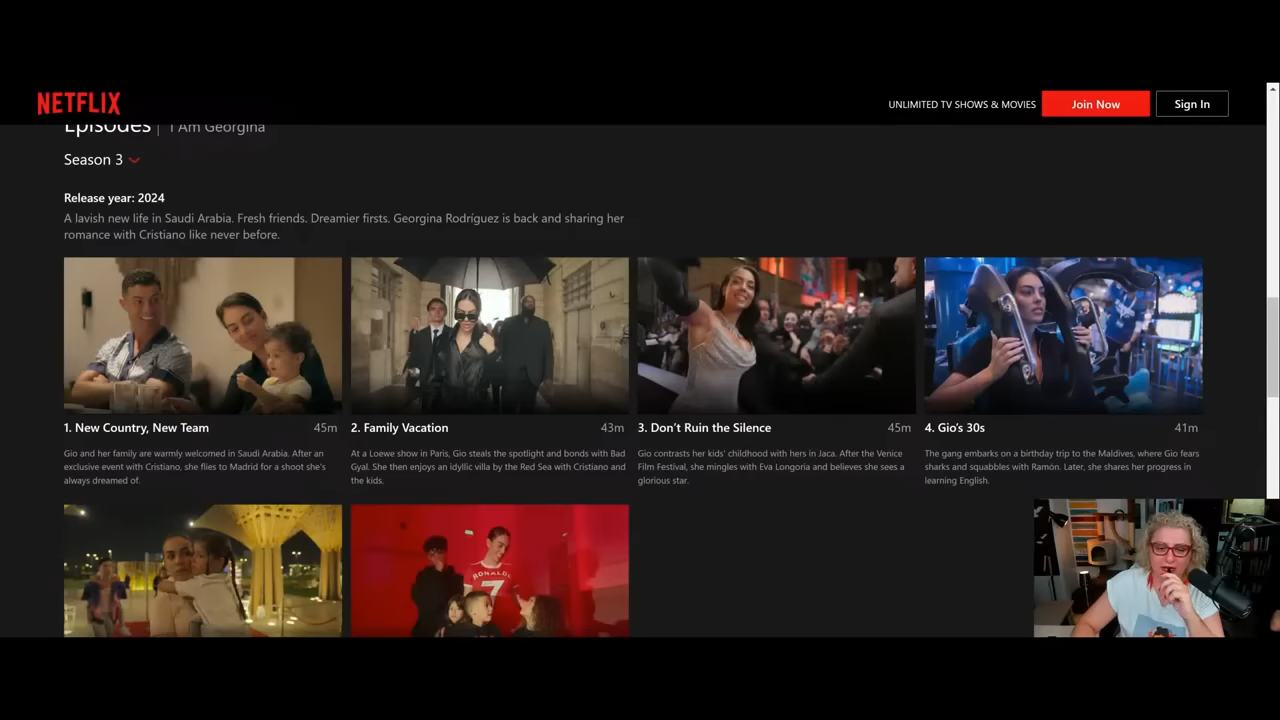 NETFLIX
UNLIMITED TV SHOWS & MOVIES
Join Now
Sign In
Episodes | I Am Georgina
Season 3
Release year: 2024
A lavish new life in Saudi Arabia. Fresh friends. Dreamier firsts. Georgina Rodríguez is back and sharing her
romance with Cristiano like never before.
1. New Country, New Team 45m
Gio and her family are warmly welcomed in Saudi Arabia. After an
exclusive event with Cristiano, she flies to Madrid for a shoot she's
always dreamed of.
2. Family Vacation 43m
At a Loewe show in Paris, Gio steals the spotlight and bonds with Bad
Gyal. She then enjoys an idyllic villa by the Red Sea with Cristiano and
the kids.
3. Don't Ruin the Silence 45m
Gio contrasts her kids' childhood with hers in Jaca. After the Venice
Film Festival, she mingles with Eva Longoria and believes she sees a
glorious star.
4. Gio's 30s 41m
The gang embarks on a birthday trip to the Maldives, where Gio fears
sharks and squabbles with Ramón. Later, she shares her progress in
learning English.
RONALDO
7